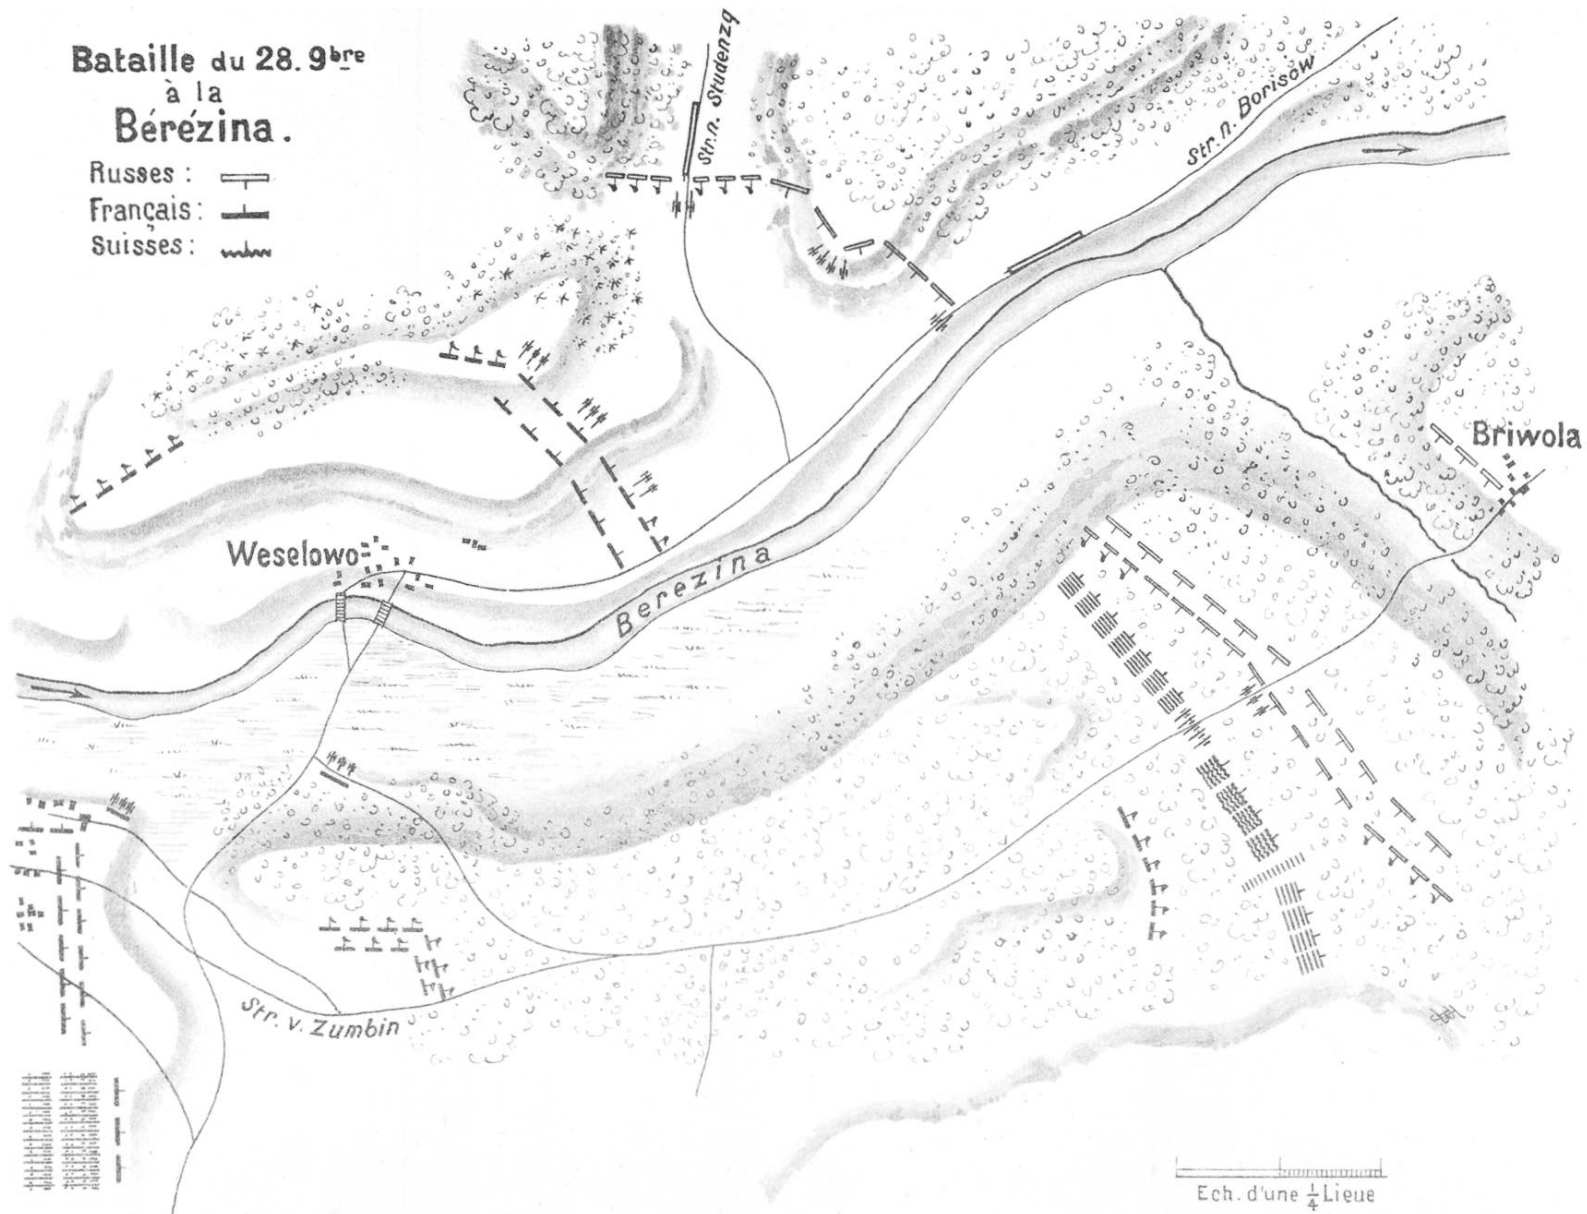 Bataille du 28. 9bre
à la
Bérézina.
Russes :
Français :
Suisses :
Str. n. Studenzq
Str. n. Borisow
Briwola
Weselowo
Berezina
Str. v. Zumbin
Ech. d'une 1/4 Lieue